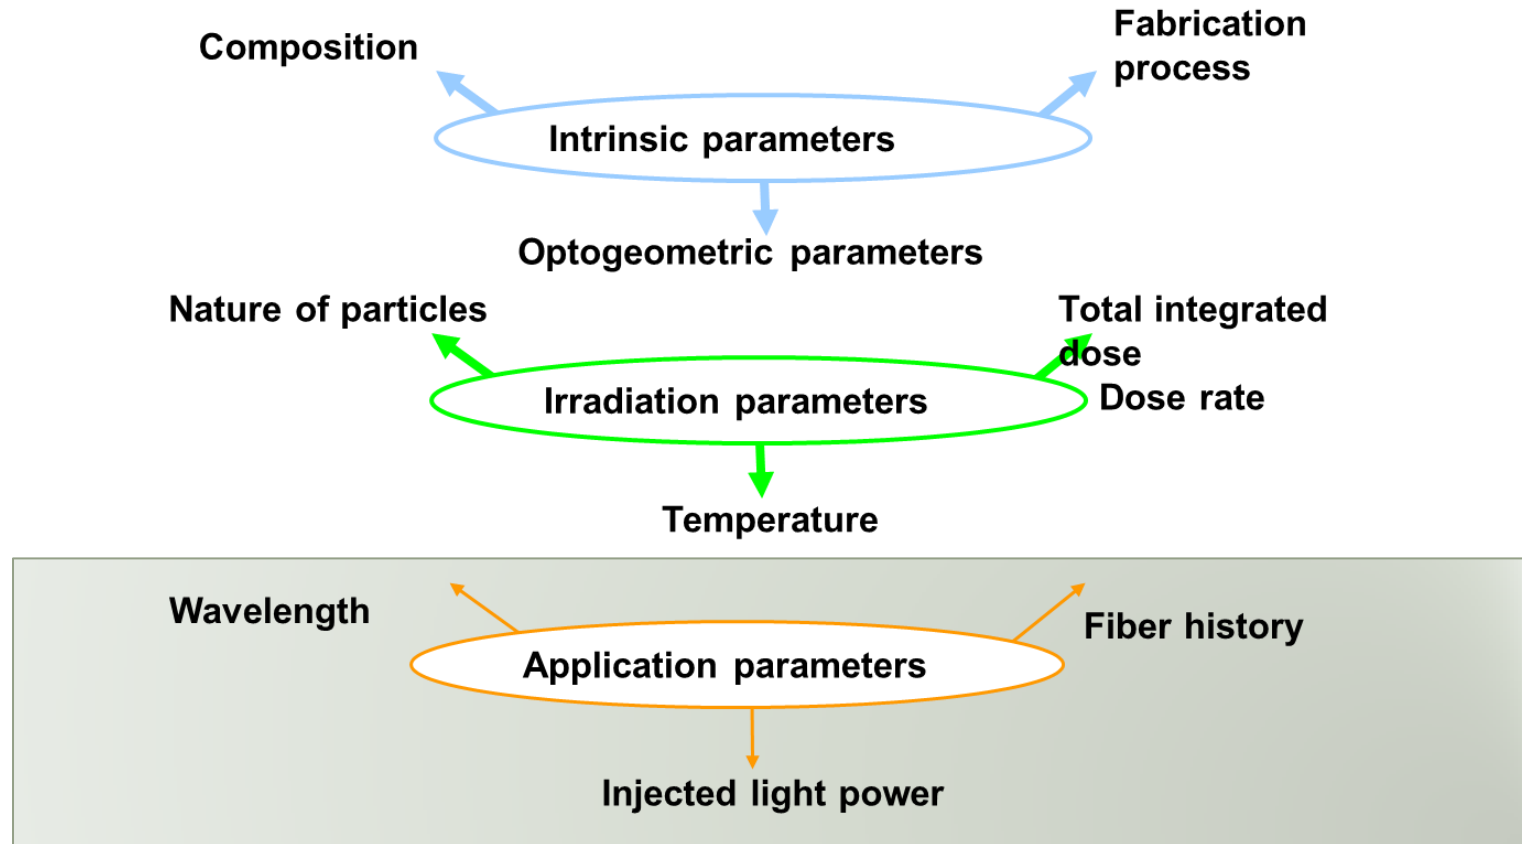 Composition
Fabrication
process
Intrinsic parameters
Optogeometric parameters
Nature of particles
Total integrated
dose
Irradiation parameters
Dose rate
Temperature
Wavelength
Fiber history
Application parameters
Injected light power